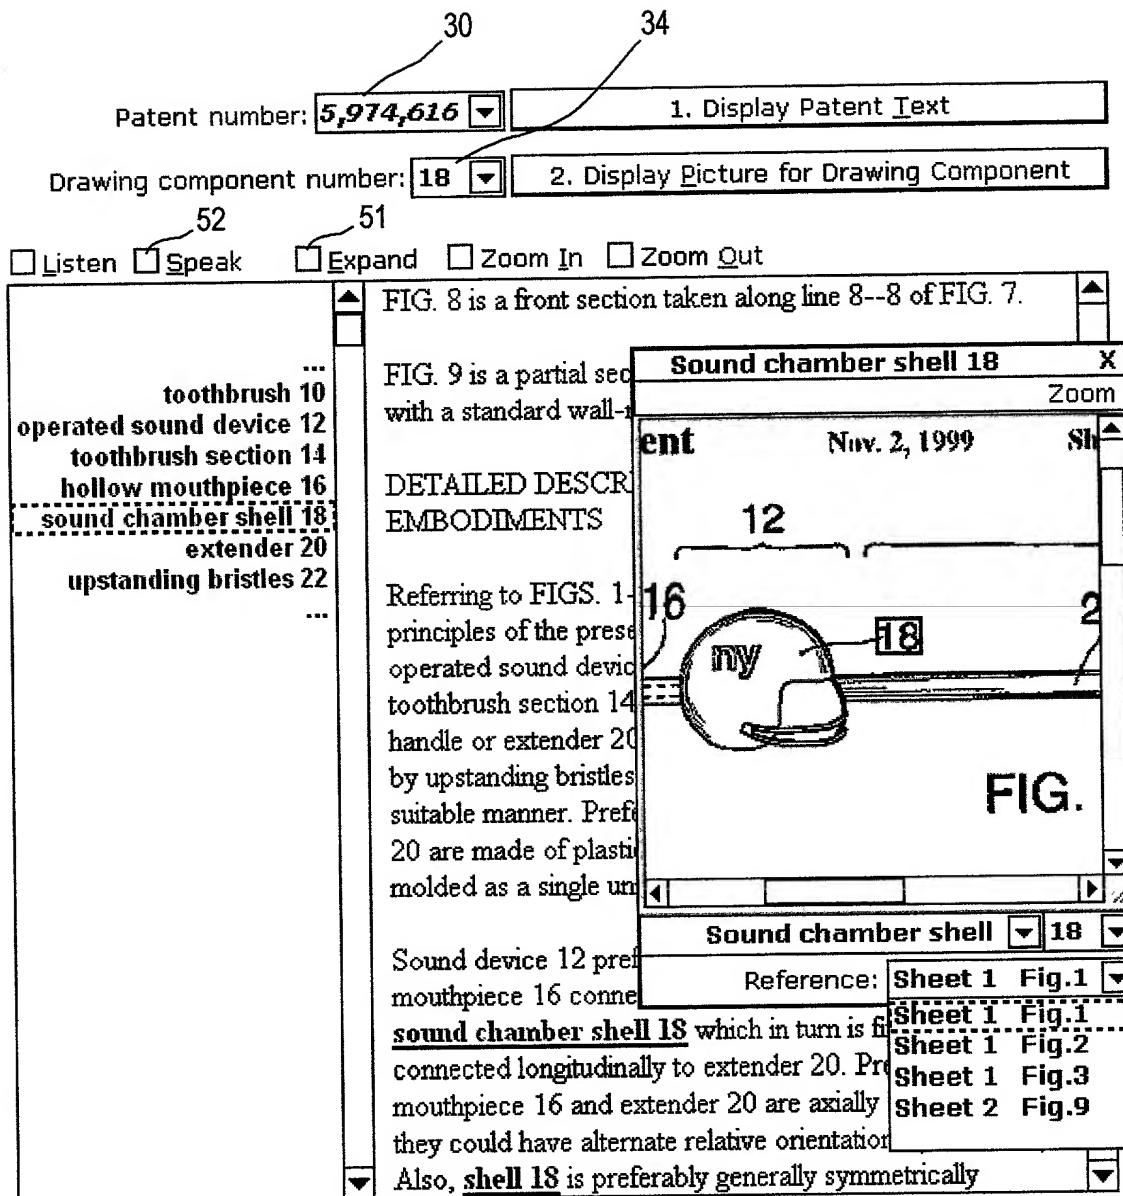 30
34
Patent number: 5,974,616
1. Display Patent Text
Drawing component number: 18
2. Display Picture for Drawing Component
52
51
Listen Speak Expand Zoom In Zoom Out
...
toothbrush 10
operated sound device 12
toothbrush section 14
hollow mouthpiece 16
sound chamber shell 18
extender 20
upstanding bristles 22
...
FIG. 8 is a front section taken along line 8--8 of FIG. 7.
FIG. 9 is a partial sec
with a standard wall-
DETAILED DESCR
EMBODIMENTS
Referring to FIGS. 1-
principles of the prese
operated sound devic
toothbrush section 14
handle or extender 20
by upstanding bristles
suitable manner. Prefe
20 are made of plasti
molded as a single un
Sound device 12 pref
mouthpiece 16 conne
sound chamber shell 18 which in turn is fi
connected longitudinally to extender 20. Pre
mouthpiece 16 and extender 20 are axially
they could have alternate relative orientation
Also, shell 18 is preferably generally symmetrically
Sound chamber shell 18 X
Zoom
ent Nov. 2, 1999 Sh
12
16
18
2
ny
FIG.
Sound chamber shell 18
Reference: Sheet 1 Fig.1
Sheet 1 Fig.1
Sheet 1 Fig.2
Sheet 1 Fig.3
Sheet 2 Fig.9